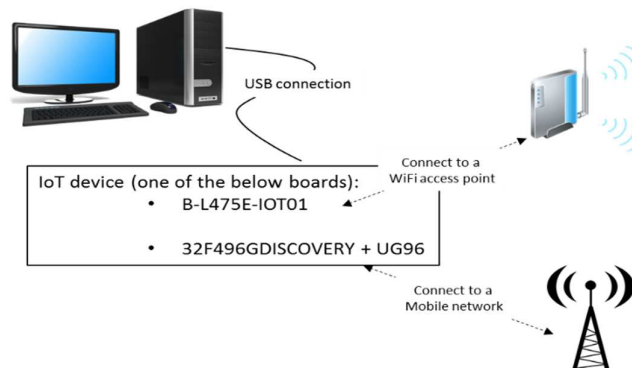 USB connection
Connect to a
WiFi access point
IoT device (one of the below boards):
• B-L475E-IOT01
• 32F496GDISCOVERY + UG96
Connect to a
Mobile network